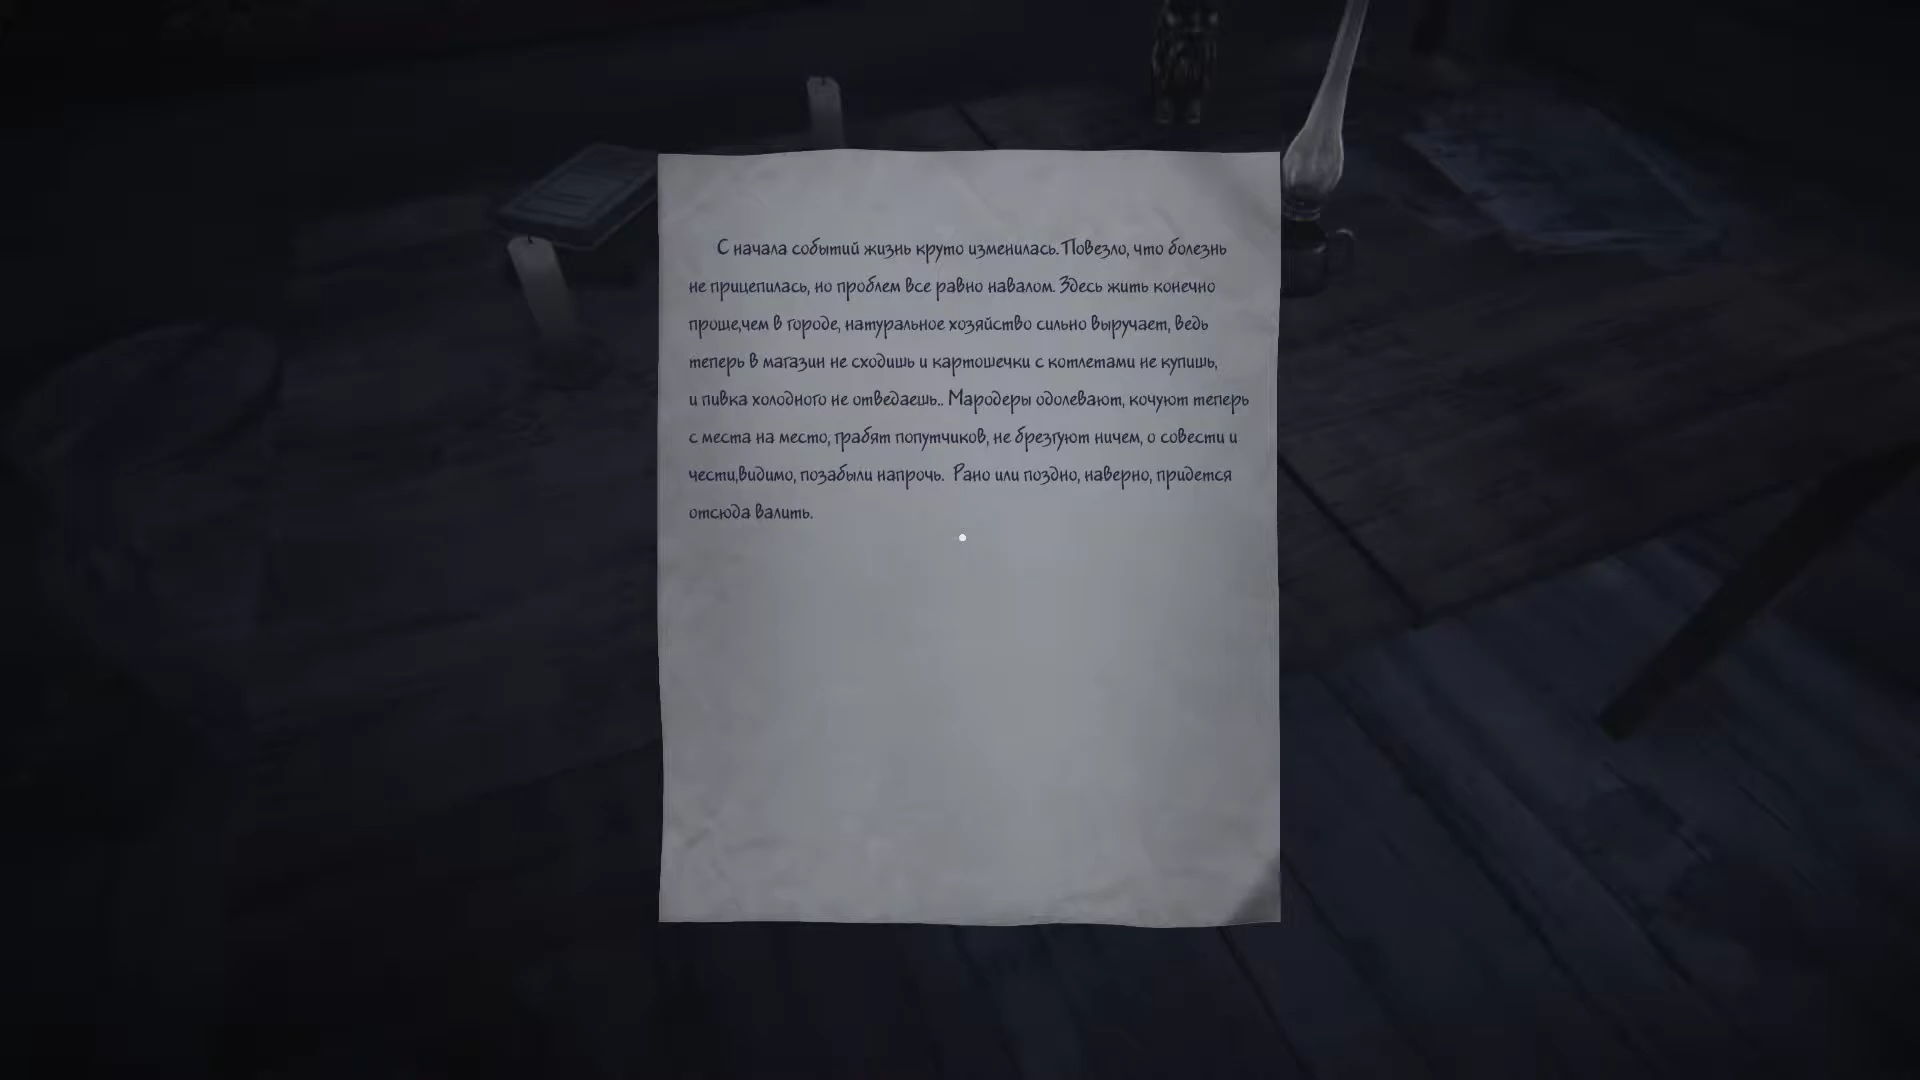 С начала событий жизнь круто изменилась. Повезло, что болезнь
не прицепилась, но проблем все равно навалом. Здесь жить конечно
проще,чем в городе, натуральное хозяйство сильно выручает, ведь
теперь в магазин не сходишь и картошечки с котлетами не купишь,
и пивка холодного не отведаешь.. Мародеры одолевают, кочуют теперь
с места на место, грабят попутчиков, не брезгуют ничем, о совести и
чести,видимо, позабыли напрочь. Рано или поздно, наверно, придется
отсюда валить.